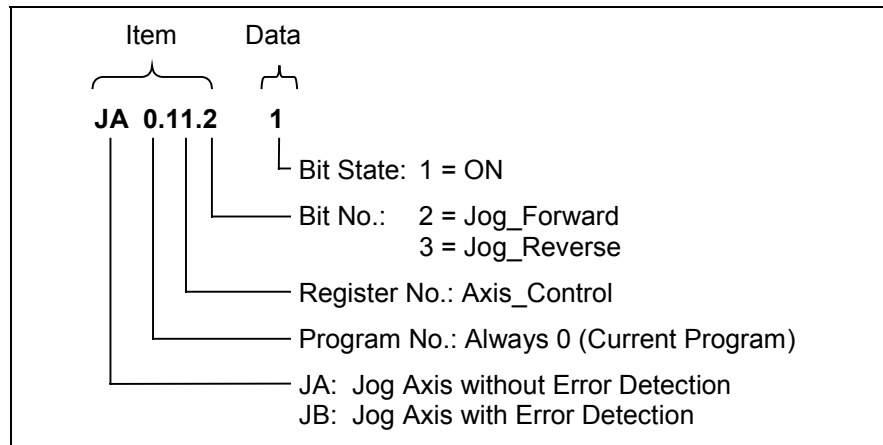 Item Data
JA 0.11.2 1
Bit State: 1 = ON
Bit No.: 2 = Jog_Forward
3 = Jog_Reverse
Register No.: Axis_Control
Program No.: Always 0 (Current Program)
JA: Jog Axis without Error Detection
JB: Jog Axis with Error Detection